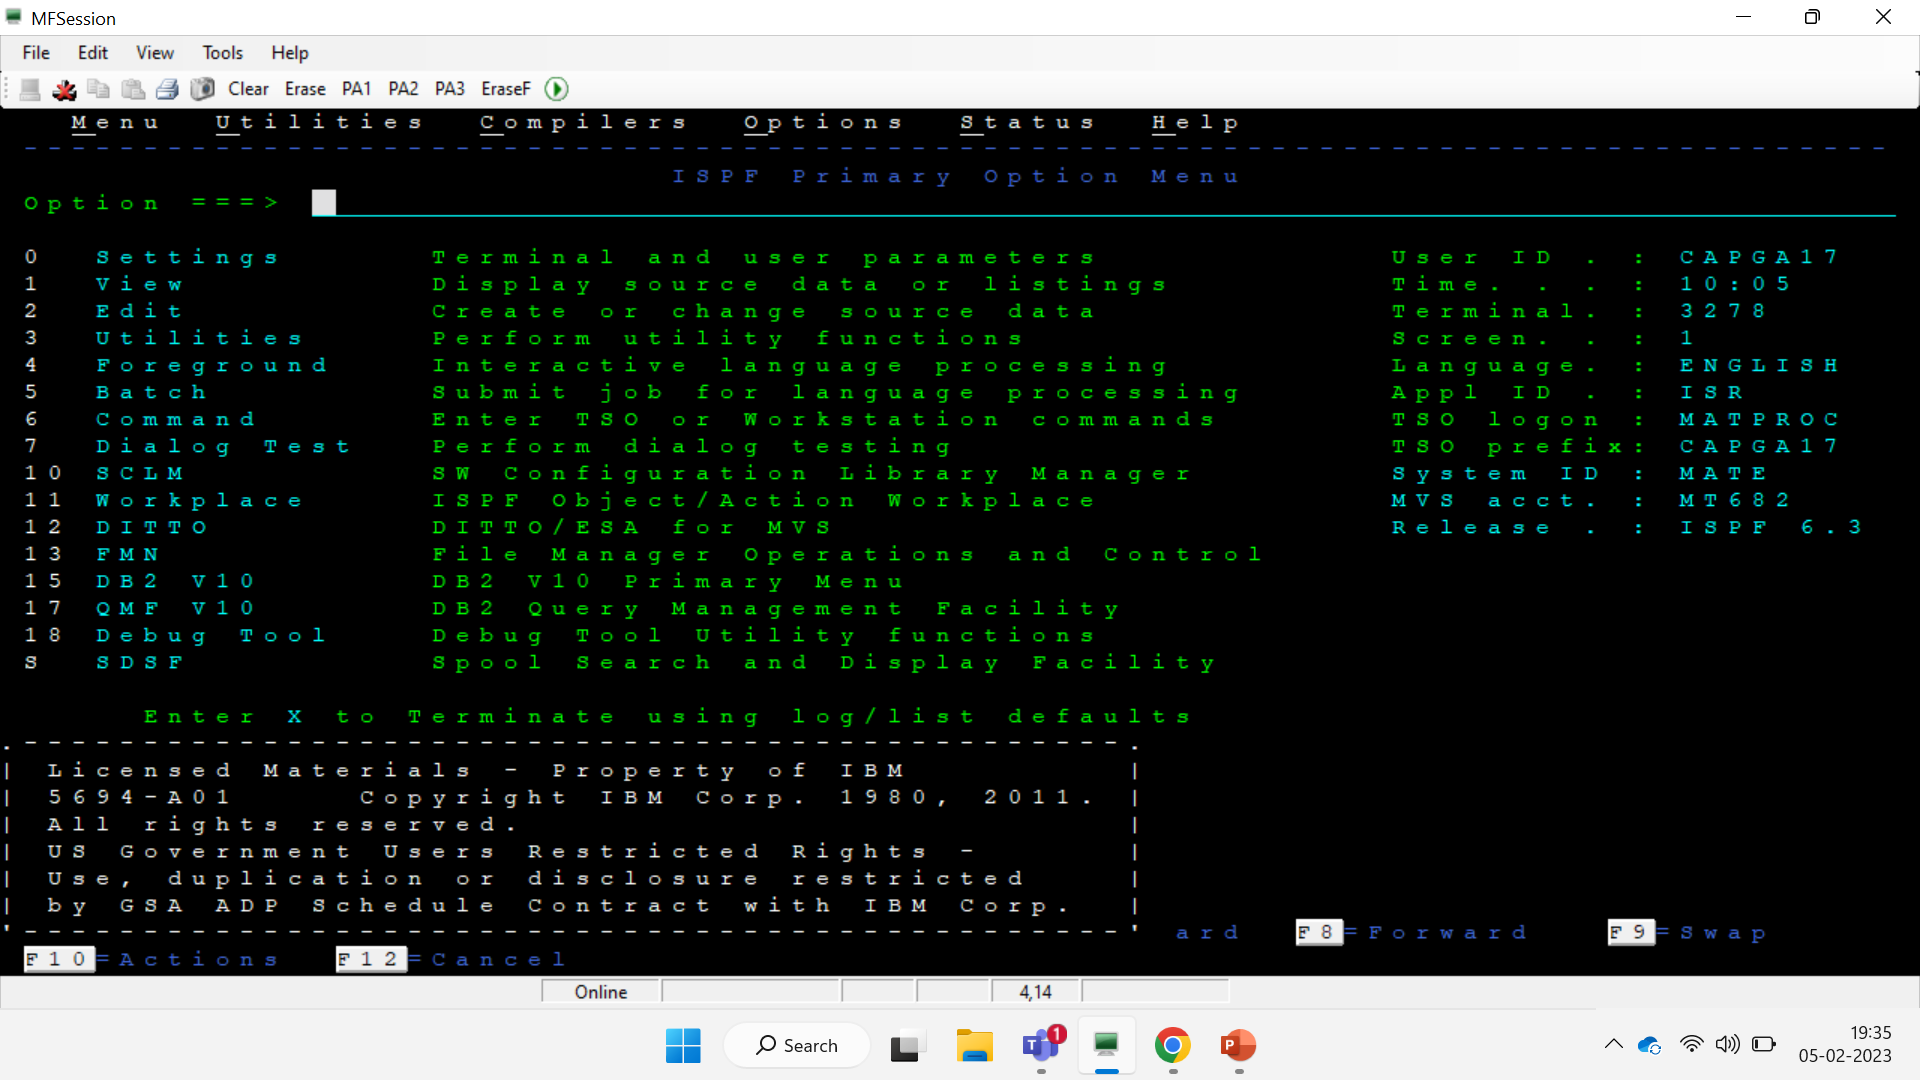 MFSession
File Edit View Tools Help
Clear Erase PA1 PA2 PA3 EraseF
Menu Utilities Compilers Options Status Help
--------------------------------------------------------------------------------
ISPF Primary Option Menu
Option ===>
0 Settings Terminal and user parameters User ID . : CAPGA17
1 View Display source data or listings Time. . . : 10:05
2 Edit Create or change source data Terminal. : 3278
3 Utilities Perform utility functions Screen. . : 1
4 Foreground Interactive language processing Language. : ENGLISH
5 Batch Submit job for language processing Appl ID . : ISR
6 Command Enter TSO or Workstation commands TSO logon : MATPROC
7 Dialog Test Perform dialog testing TSO prefix: CAPGA17
10 SCLM SW Configuration Library Manager System ID : MATE
11 Workplace ISPF Object/Action Workplace MVS acct. : MT682
12 DITTO DITTO/ESA for MVS Release . : ISPF 6.3
13 FMN File Manager Operations and Control
15 DB2 V10 DB2 V10 Primary Menu
17 QMF V10 DB2 Query Management Facility
18 Debug Tool Debug Tool Utility functions
S SDSF Spool Search and Display Facility
Enter X to Terminate using log/list defaults
Licensed Materials - Property of IBM
5694-A01 Copyright IBM Corp. 1980, 2011.
All rights reserved.
US Government Users Restricted Rights -
Use, duplication or disclosure restricted
by GSA ADP Schedule Contract with IBM Corp.
ard F8=Forward F9=Swap
F10=Actions F12=Cancel
Online 4,14
Search 1 19:35
05-02-2023